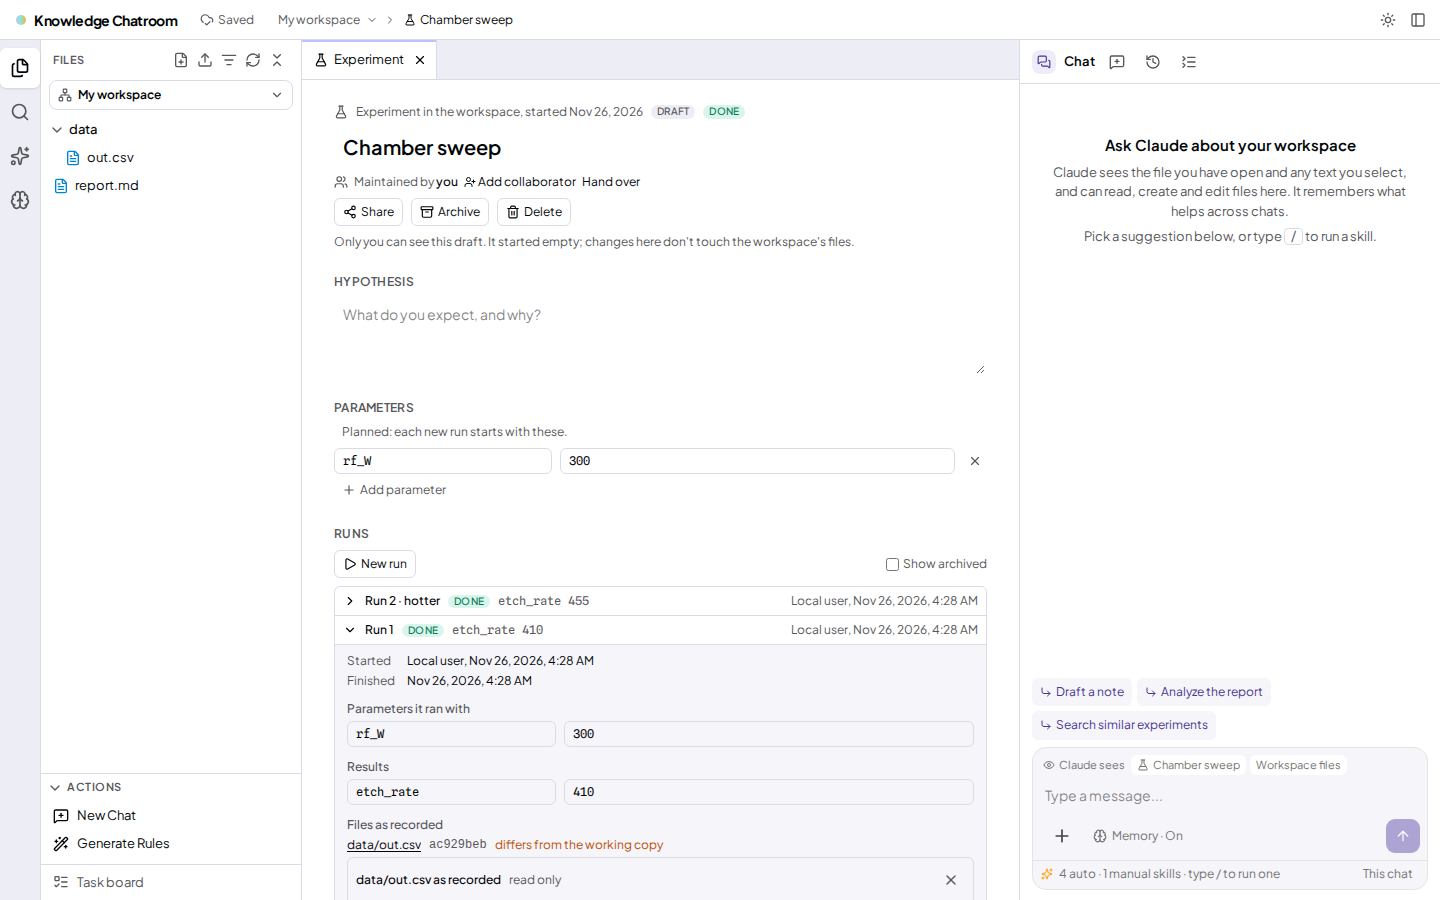 Knowledge Chatroom Saved My workspace Chamber sweep
FILES
My workspace
data
out.csv
report.md
ACTIONS
New Chat
Generate Rules
Task board
Experiment
Experiment in the workspace, started Nov 26, 2026 DRAFT DONE
Chamber sweep
Maintained by you Add collaborator Hand over
Share Archive Delete
Only you can see this draft. It started empty; changes here don't touch the workspace's files.
HYPOTHESIS
What do you expect, and why?
PARAMETERS
Planned: each new run starts with these.
rf_W 300
Add parameter
RUNS
New run Show archived
Run 2 · hotter DONE etch_rate 455 Local user, Nov 26, 2026, 4:28 AM
Run 1 DONE etch_rate 410 Local user, Nov 26, 2026, 4:28 AM
Started Local user, Nov 26, 2026, 4:28 AM
Finished Nov 26, 2026, 4:28 AM
Parameters it ran with
rf_W 300
Results
etch_rate 410
Files as recorded
data/out.csv ac929beb differs from the working copy
data/out.csv as recorded read only
Chat
Ask Claude about your workspace
Claude sees the file you have open and any text you select,
and can read, create and edit files here. It remembers what
helps across chats.
Pick a suggestion below, or type / to run a skill.
Draft a note Analyze the report
Search similar experiments
Claude sees Chamber sweep Workspace files
Type a message...
Memory · On
4 auto · 1 manual skills · type / to run one This chat